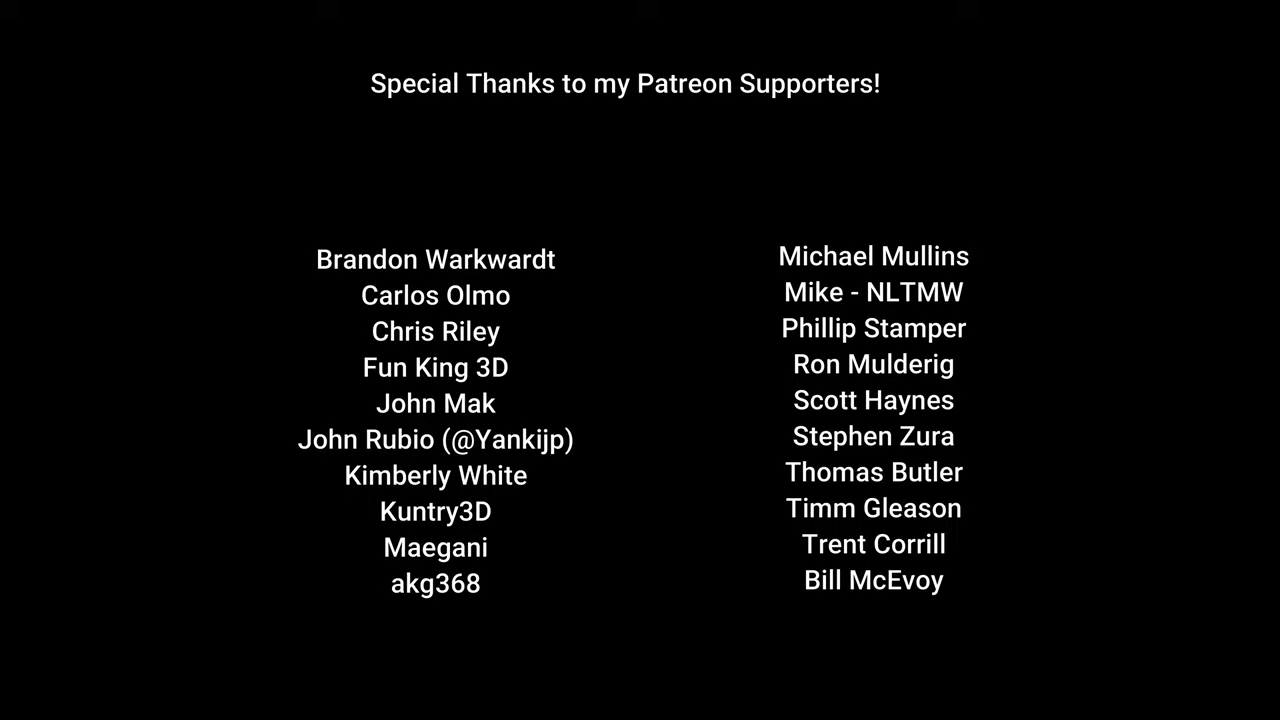 Special Thanks to my Patreon Supporters!
Brandon Warkwardt
Carlos Olmo
Chris Riley
Fun King 3D
John Mak
John Rubio (@Yankijp)
Kimberly White
Kuntry3D
Maegani
akg368
Michael Mullins
Mike - NLTMW
Phillip Stamper
Ron Mulderig
Scott Haynes
Stephen Zura
Thomas Butler
Timm Gleason
Trent Corrill
Bill McEvoy